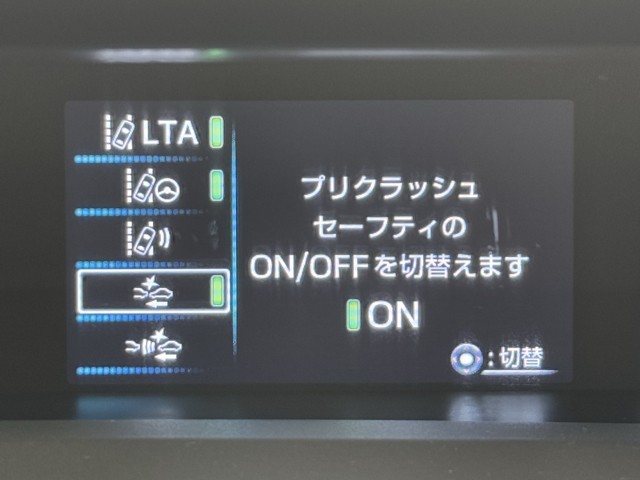 LTA
プリクラッシュ
セーフティの
ON/OFFを切替えます
ON
:切替